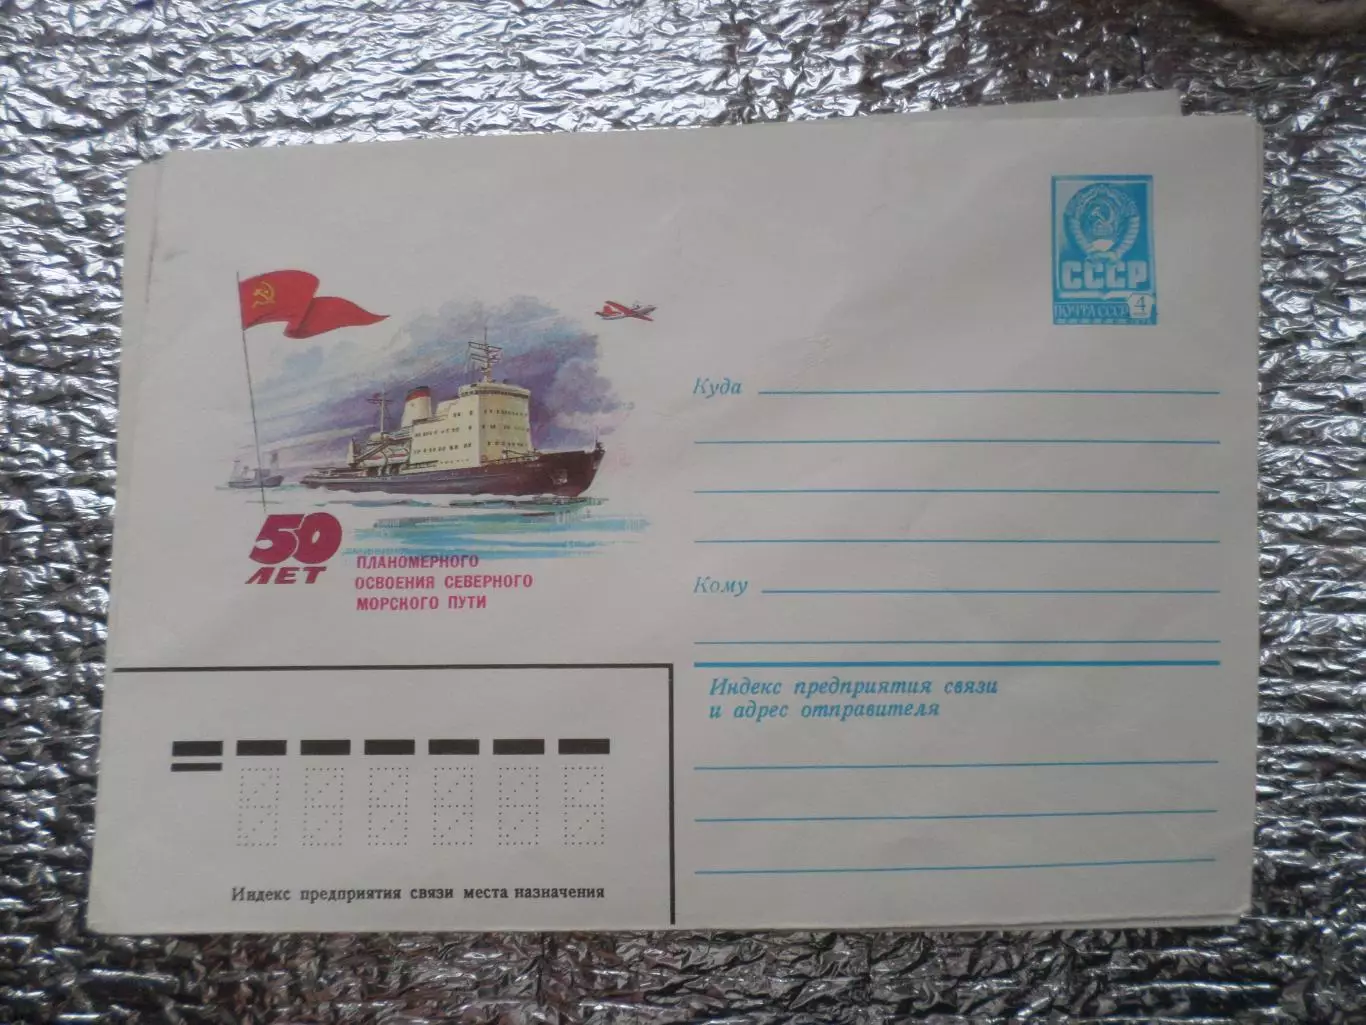 СССР
ПОЧТА СССР 4
50
ЛЕТ
ПЛАНОМЕРНОГО
ОСВОЕНИЯ СЕВЕРНОГО
МОРСКОГО ПУТИ
Куда
Кому
Индекс предприятия связи
и адрес отправителя
Индекс предприятия связи места назначения